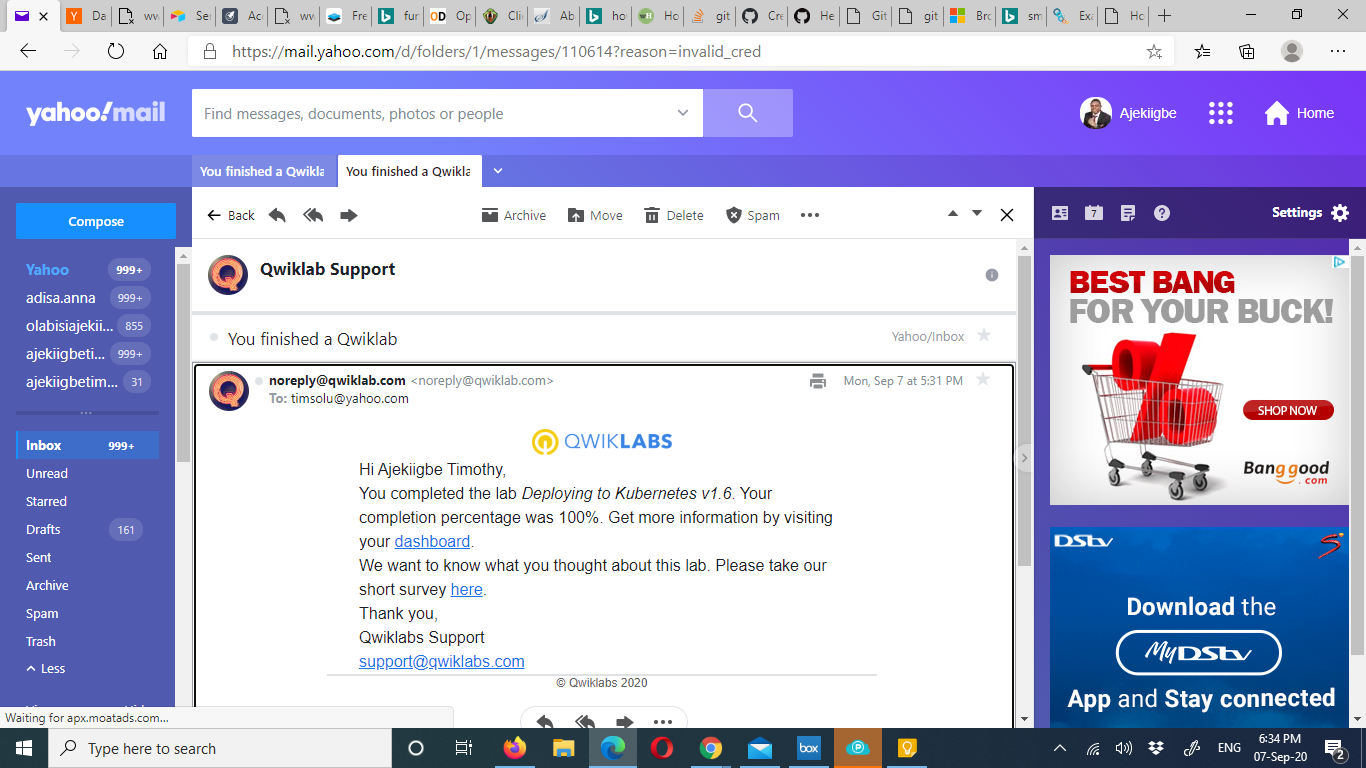 Da
wv
Se
Ac
wv
Fre
fur
Op
Cli
Ab
hov
Ho
git
Cre
He
Git
git
Bro
sm
Exa
Ho
https://mail.yahoo.com/d/folders/1/messages/110614?reason=invalid_cred
yahoo!mail
Find messages, documents, photos or people
Ajekiigbe
Home
You finished a Qwikla
You finished a Qwikla
Compose
Back
Archive
Move
Delete
Spam
7
Settings
Yahoo 999+
adisa.anna 999+
olabisiajekii... 855
ajekiigbeti... 999+
ajekiigbetim... 31
Inbox 999+
Unread
Starred
Drafts 161
Sent
Archive
Spam
Trash
Less
Qwiklab Support
You finished a Qwiklab
Yahoo/Inbox
noreply@qwiklab.com <noreply@qwiklab.com>
Mon, Sep 7 at 5:31 PM
To: timsolu@yahoo.com
QWIKLABS
Hi Ajekiigbe Timothy,
You completed the lab Deploying to Kubernetes v1.6. Your
completion percentage was 100%. Get more information by visiting
your dashboard.
We want to know what you thought about this lab. Please take our
short survey here.
Thank you,
Qwiklabs Support
support@qwiklabs.com
© Qwiklabs 2020
BEST BANG
FOR YOUR BUCK!
%
SHOP NOW
Banggood
.com
DStv
Download the
MyDStv
App and Stay connected
Waiting for apx.moatads.com...
Type here to search
box
ENG
6:34 PM
07-Sep-20
2